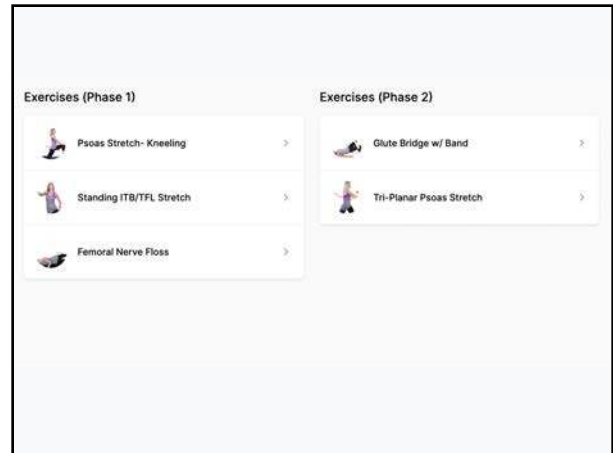 Exercises (Phase 1)
Psoas Stretch- Kneeling
Standing ITB/TFL Stretch
Femoral Nerve Floss
Exercises (Phase 2)
Glute Bridge w/ Band
Tri-Planar Psoas Stretch